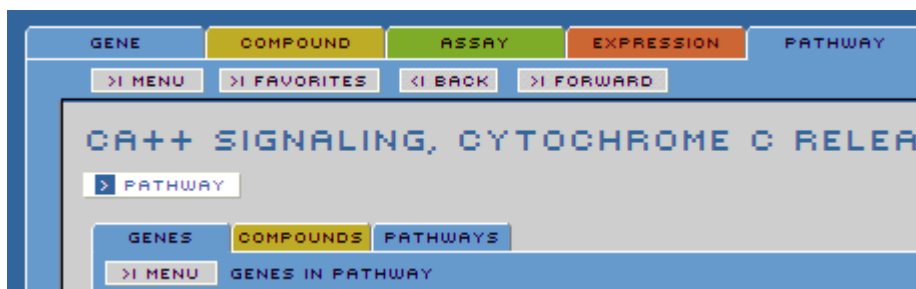 GENE COMPOUND ASSAY EXPRESSION PATHWAY
>| MENU >| FAVORITES <| BACK >| FORWARD
CA++ SIGNALING, CYTOCHROME C RELEA
> PATHWAY
GENES COMPOUNDS PATHWAYS
>| MENU GENES IN PATHWAY